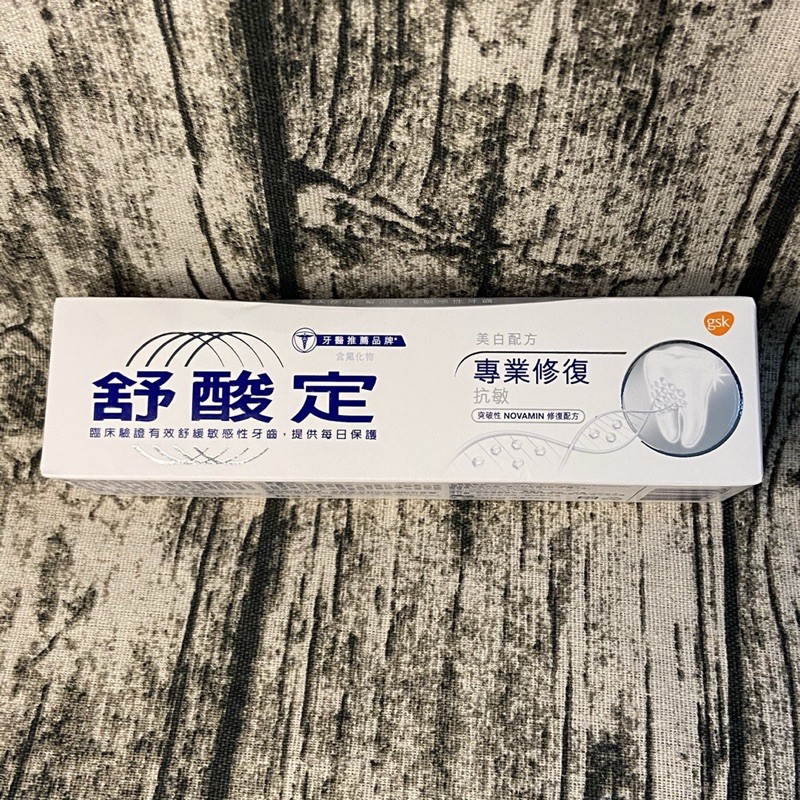 牙醫推薦品牌*
含氟化物
舒酸定
臨床驗證有效舒緩敏感性牙齒,提供每日保護
美白配方
專業修復
抗敏
突破性 NOVAMIN 修復配方
gsk